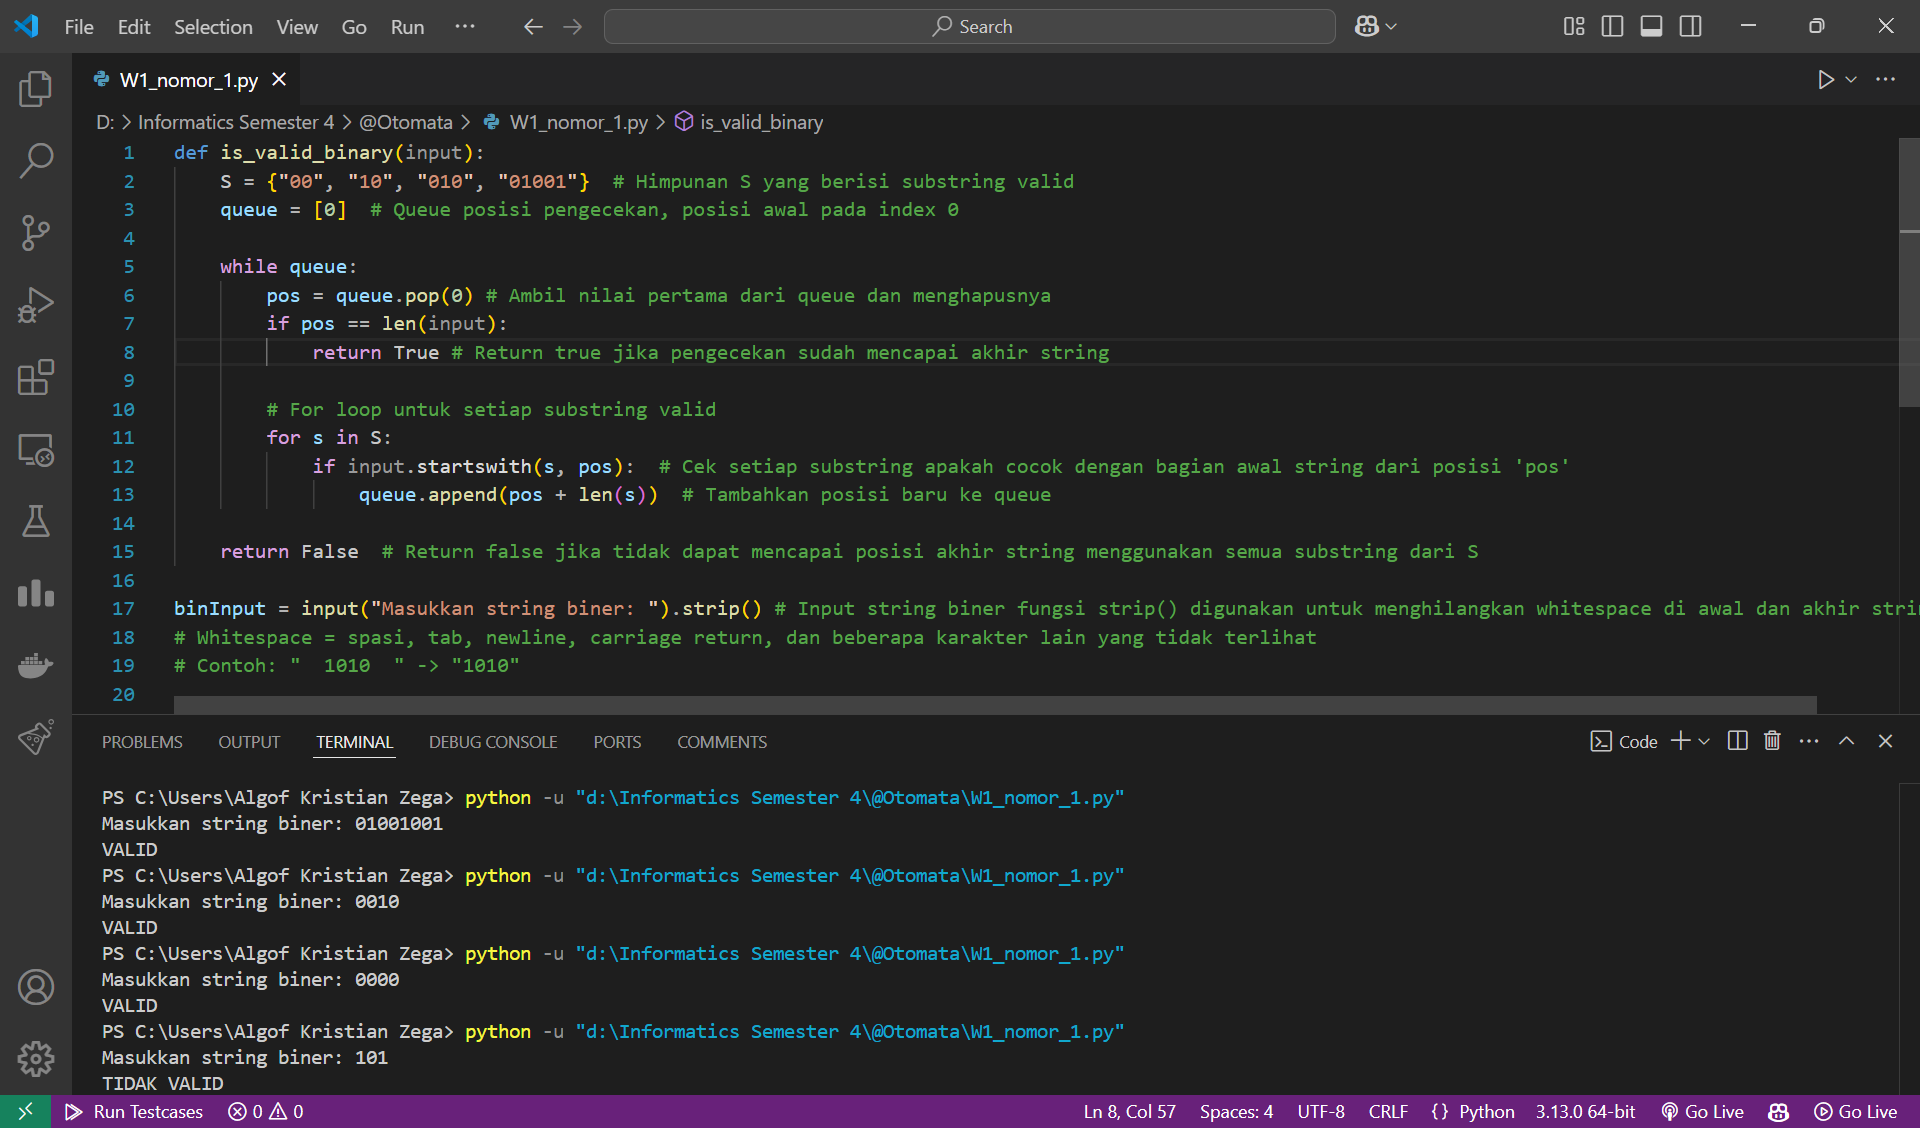 File Edit Selection View Go Run ··· Search
W1_nomor_1.py
D: > Informatics Semester 4 > @Otomata > W1_nomor_1.py > is_valid_binary
1 def is_valid_binary(input):
2 S = {"00", "10", "010", "01001"} # Himpunan S yang berisi substring valid
3 queue = [0] # Queue posisi pengecekan, posisi awal pada index 0
4
5 while queue:
6 pos = queue.pop(0) # Ambil nilai pertama dari queue dan menghapusnya
7 if pos == len(input):
8 return True # Return true jika pengecekan sudah mencapai akhir string
9
10 # For loop untuk setiap substring valid
11 for s in S:
12 if input.startswith(s, pos): # Cek setiap substring apakah cocok dengan bagian awal string dari posisi 'pos'
13 queue.append(pos + len(s)) # Tambahkan posisi baru ke queue
14
15 return False # Return false jika tidak dapat mencapai posisi akhir string menggunakan semua substring dari S
16
17 binInput = input("Masukkan string biner: ").strip() # Input string biner fungsi strip() digunakan untuk menghilangkan whitespace di awal dan akhir stri
18 # Whitespace = spasi, tab, newline, carriage return, dan beberapa karakter lain yang tidak terlihat
19 # Contoh: "  1010  " -> "1010"
20
PROBLEMS OUTPUT TERMINAL DEBUG CONSOLE PORTS COMMENTS Code
PS C:\Users\Algof Kristian Zega> python -u "d:\Informatics Semester 4\@Otomata\W1_nomor_1.py"
Masukkan string biner: 01001001
VALID
PS C:\Users\Algof Kristian Zega> python -u "d:\Informatics Semester 4\@Otomata\W1_nomor_1.py"
Masukkan string biner: 0010
VALID
PS C:\Users\Algof Kristian Zega> python -u "d:\Informatics Semester 4\@Otomata\W1_nomor_1.py"
Masukkan string biner: 0000
VALID
PS C:\Users\Algof Kristian Zega> python -u "d:\Informatics Semester 4\@Otomata\W1_nomor_1.py"
Masukkan string biner: 101
TIDAK VALID
Run Testcases 0 0 Ln 8, Col 57 Spaces: 4 UTF-8 CRLF {} Python 3.13.0 64-bit Go Live Go Live